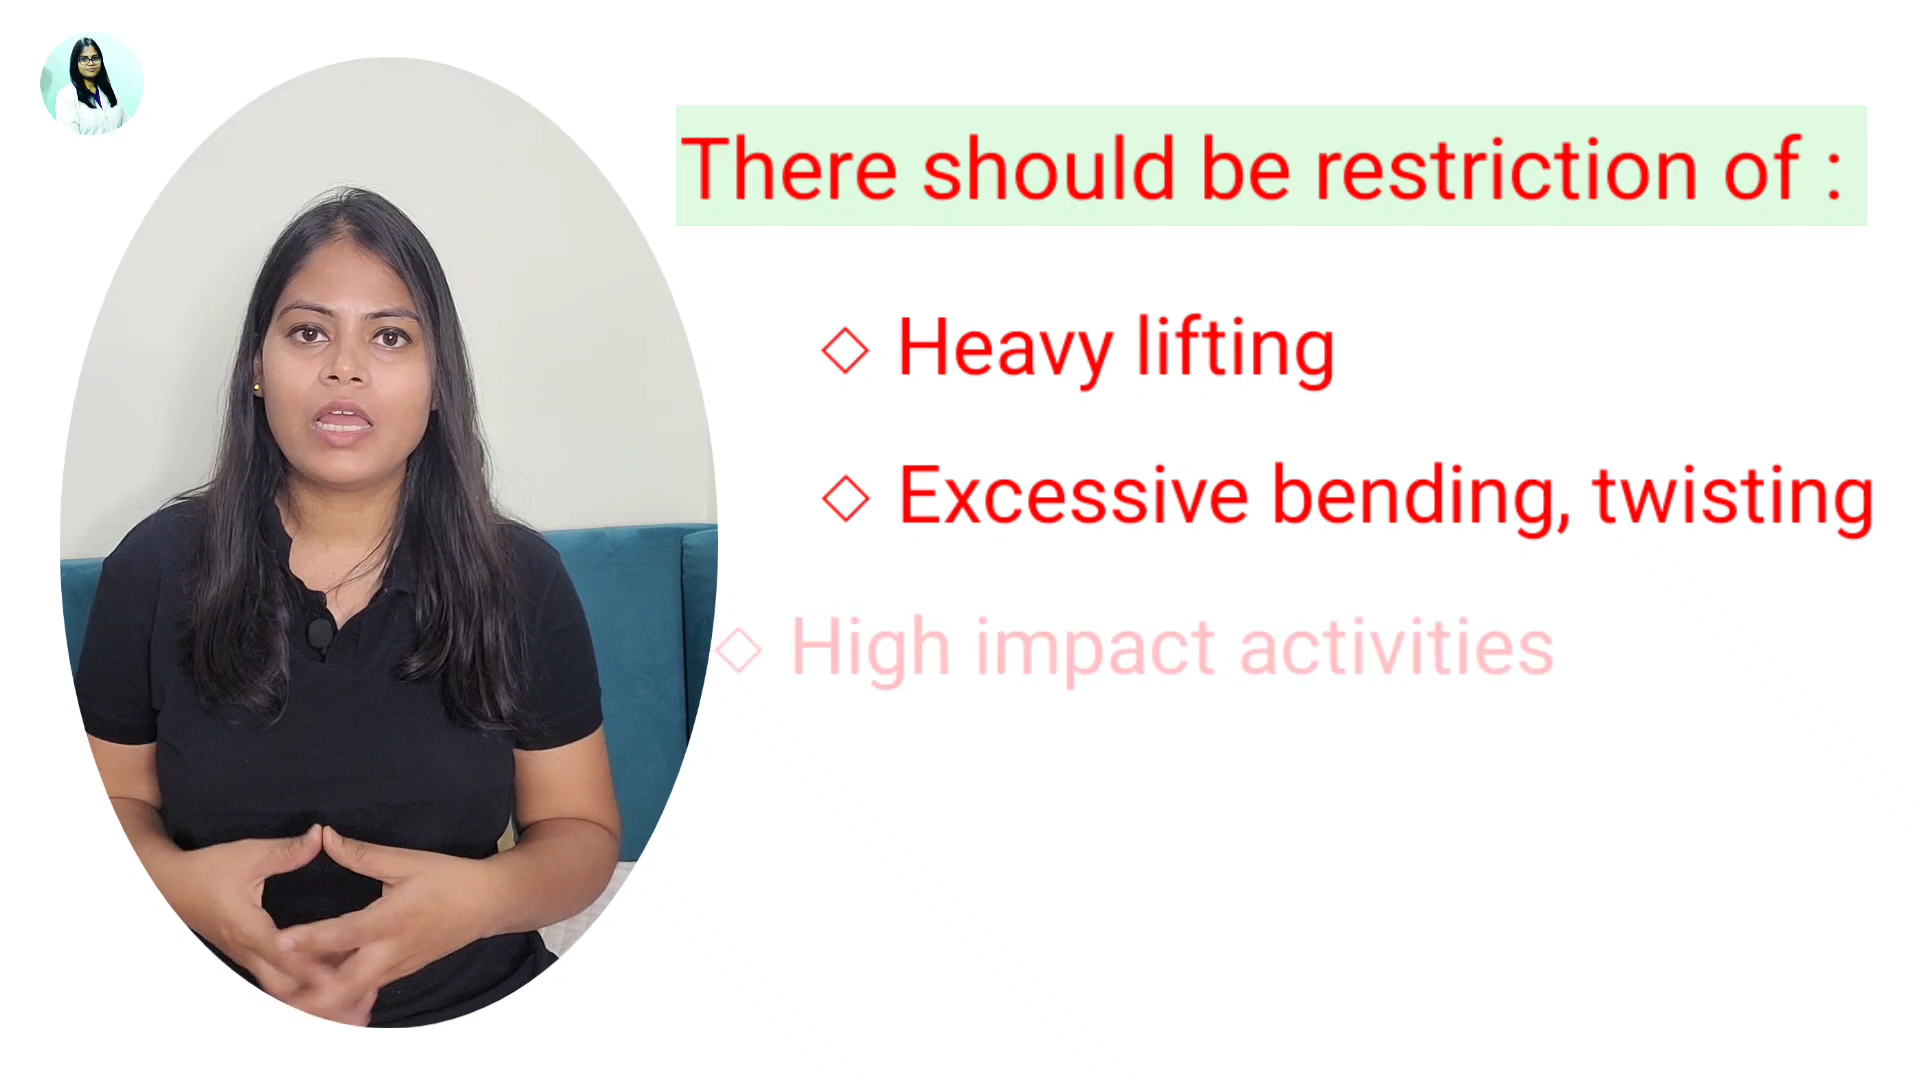 There should be restriction of :
◇ Heavy lifting
◇ Excessive bending, twisting
◇ High impact activities